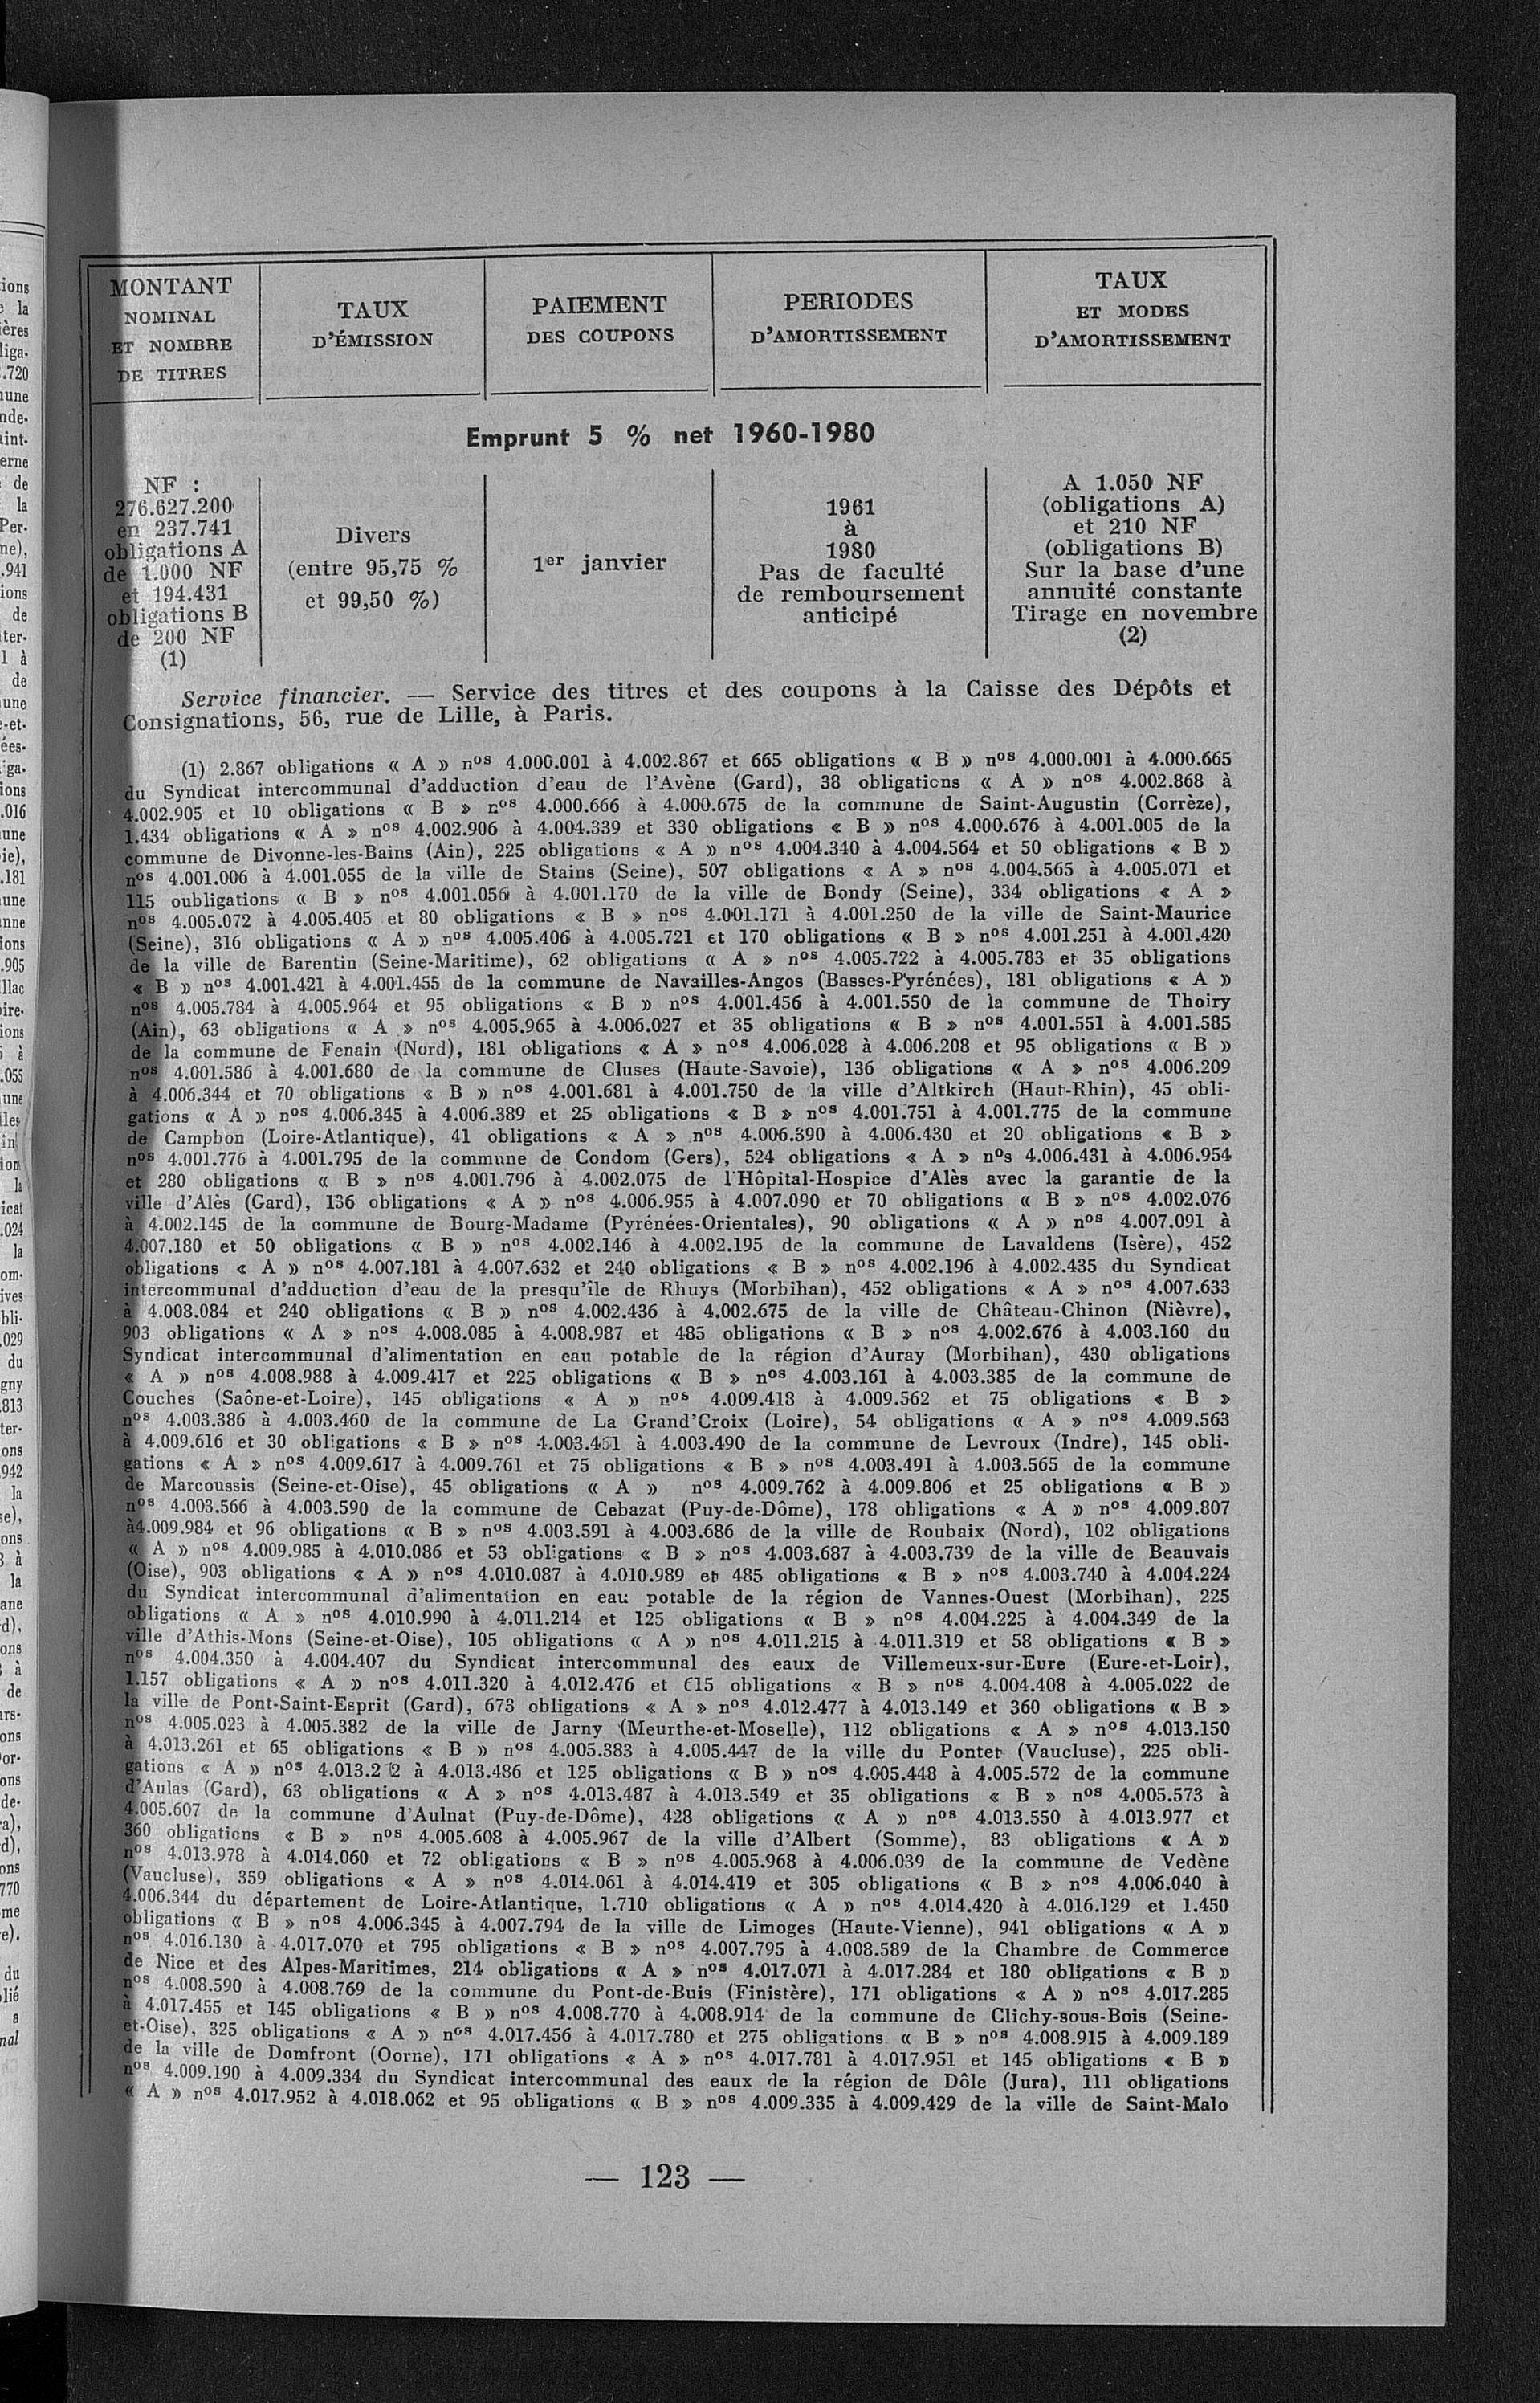 MONTANT
NOMINAL
ET NOMBRE
DE TITRES
TAUX
D'ÉMISSION
PAIEMENT
DES COUPONS
PERIODES
D'AMORTISSEMENT
TAUX
ET MODES
D'AMORTISSEMENT
Emprunt 5 % net 1960-1980
NF :
276.627.200
en 237.741
obligations A
de 1.000 NF
et 194.431
obligations B
de 200 NF
(1)
Divers
(entre 95,75 %
et 99,50 %)
1er janvier
1961
à
1980
Pas de faculté
de remboursement
anticipé
A 1.050 NF
(obligations A)
et 210 NF
(obligations B)
Sur la base d'une
annuité constante
Tirage en novembre
(2)
Service financier. — Service des titres et des coupons à la Caisse des Dépôts et
Consignations, 56, rue de Lille, à Paris.
(1) 2.867 obligations « A » nos 4.000.001 à 4.002.867 et 665 obligations « B » nos 4.000.001 à 4.000.665
du Syndicat intercommunal d'adduction d'eau de l'Avène (Gard), 38 obligations « A » nos 4.002.868 à
4.002.905 et 10 obligations « B » nos 4.000.666 à 4.000.675 de la commune de Saint-Augustin (Corrèze),
1.434 obligations « A » nos 4.002.906 à 4.004.339 et 330 obligations « B » nos 4.000.676 à 4.001.005 de la
commune de Divonne-les-Bains (Ain), 225 obligations « A » nos 4.004.340 à 4.004.564 et 50 obligations « B »
nos 4.001.006 à 4.001.055 de la ville de Stains (Seine), 507 obligations « A » nos 4.004.565 à 4.005.071 et
115 oubligations « B » nos 4.001.056 à 4.001.170 de la ville de Bondy (Seine), 334 obligations « A »
nos 4.005.072 à 4.005.405 et 80 obligations « B » nos 4.001.171 à 4.001.250 de la ville de Saint-Maurice
(Seine), 316 obligations « A » nos 4.005.406 à 4.005.721 et 170 obligations « B » nos 4.001.251 à 4.001.420
de la ville de Barentin (Seine-Maritime), 62 obligations « A » nos 4.005.722 à 4.005.783 et 35 obligations
« B » nos 4.001.421 à 4.001.455 de la commune de Navailles-Angos (Basses-Pyrénées), 181 obligations « A »
nos 4.005.784 à 4.005.964 et 95 obligations « B » nos 4.001.456 à 4.001.550 de la commune de Thoiry
(Ain), 63 obligations « A » nos 4.005.965 à 4.006.027 et 35 obligations « B » nos 4.001.551 à 4.001.585
de la commune de Fenain (Nord), 181 obligations « A » nos 4.006.028 à 4.006.208 et 95 obligations « B »
nos 4.001.586 à 4.001.680 de la commune de Cluses (Haute-Savoie), 136 obligations « A » nos 4.006.209
à 4.006.344 et 70 obligations « B » nos 4.001.681 à 4.001.750 de la ville d'Altkirch (Haut-Rhin), 45 obli-
gations « A » nos 4.006.345 à 4.006.389 et 25 obligations « B » nos 4.001.751 à 4.001.775 de la commune
de Campbon (Loire-Atlantique), 41 obligations « A » nos 4.006.390 à 4.006.430 et 20 obligations « B »
nos 4.001.776 à 4.001.795 de la commune de Condom (Gers), 524 obligations « A » nos 4.006.431 à 4.006.954
et 280 obligations « B » nos 4.001.796 à 4.002.075 de l'Hôpital-Hospice d'Alès avec la garantie de la
ville d'Alès (Gard), 136 obligations « A » nos 4.006.955 à 4.007.090 et 70 obligations « B » nos 4.002.076
à 4.002.145 de la commune de Bourg-Madame (Pyrénées-Orientales), 90 obligations « A » nos 4.007.091 à
4.007.180 et 50 obligations « B » nos 4.002.146 à 4.002.195 de la commune de Lavaldens (Isère), 452
obligations « A » nos 4.007.181 à 4.007.632 et 240 obligations « B » nos 4.002.196 à 4.002.435 du Syndicat
intercommunal d'adduction d'eau de la presqu'île de Rhuys (Morbihan), 452 obligations « A » nos 4.007.633
à 4.008.084 et 240 obligations « B » nos 4.002.436 à 4.002.675 de la ville de Château-Chinon (Nièvre),
903 obligations « A » nos 4.008.085 à 4.008.987 et 485 obligations « B » nos 4.002.676 à 4.003.160 du
Syndicat intercommunal d'alimentation en eau potable de la région d'Auray (Morbihan), 430 obligations
« A » nos 4.008.988 à 4.009.417 et 225 obligations « B » nos 4.003.161 à 4.003.385 de la commune de
Couches (Saône-et-Loire), 145 obligations « A » nos 4.009.418 à 4.009.562 et 75 obligations « B »
nos 4.003.386 à 4.003.460 de la commune de La Grand'Croix (Loire), 54 obligations « A » nos 4.009.563
à 4.009.616 et 30 obligations « B » nos 4.003.461 à 4.003.490 de la commune de Levroux (Indre), 145 obli-
gations « A » nos 4.009.617 à 4.009.761 et 75 obligations « B » nos 4.003.491 à 4.003.565 de la commune
de Marcoussis (Seine-et-Oise), 45 obligations « A » nos 4.009.762 à 4.009.806 et 25 obligations « B »
nos 4.003.566 à 4.003.590 de la commune de Cebazat (Puy-de-Dôme), 178 obligations « A » nos 4.009.807
à4.009.984 et 96 obligations « B » nos 4.003.591 à 4.003.686 de la ville de Roubaix (Nord), 102 obligations
« A » nos 4.009.985 à 4.010.086 et 53 obligations « B » nos 4.003.687 à 4.003.739 de la ville de Beauvais
(Oise), 903 obligations « A » nos 4.010.087 à 4.010.989 et 485 obligations « B » nos 4.003.740 à 4.004.224
du Syndicat intercommunal d'alimentation en eau potable de la région de Vannes-Ouest (Morbihan), 225
obligations « A » nos 4.010.990 à 4.011.214 et 125 obligations « B » nos 4.004.225 à 4.004.349 de la
ville d'Athis-Mons (Seine-et-Oise), 105 obligations « A » nos 4.011.215 à 4.011.319 et 58 obligations « B »
nos 4.004.350 à 4.004.407 du Syndicat intercommunal des eaux de Villemeux-sur-Eure (Eure-et-Loir),
1.157 obligations « A » nos 4.011.320 à 4.012.476 et 615 obligations « B » nos 4.004.408 à 4.005.022 de
la ville de Pont-Saint-Esprit (Gard), 673 obligations « A » nos 4.012.477 à 4.013.149 et 360 obligations « B »
nos 4.005.023 à 4.005.382 de la ville de Jarny (Meurthe-et-Moselle), 112 obligations « A » nos 4.013.150
à 4.013.261 et 65 obligations « B » nos 4.005.383 à 4.005.447 de la ville du Pontet (Vaucluse), 225 obli-
gations « A » nos 4.013.262 à 4.013.486 et 125 obligations « B » nos 4.005.448 à 4.005.572 de la commune
d'Aulas (Gard), 63 obligations « A » nos 4.013.487 à 4.013.549 et 35 obligations « B » nos 4.005.573 à
4.005.607 de la commune d'Aulnat (Puy-de-Dôme), 428 obligations « A » nos 4.013.550 à 4.013.977 et
360 obligations « B » nos 4.005.608 à 4.005.967 de la ville d'Albert (Somme), 83 obligations « A »
nos 4.013.978 à 4.014.060 et 72 obligations « B » nos 4.005.968 à 4.006.039 de la commune de Vedène
(Vaucluse), 359 obligations « A » nos 4.014.061 à 4.014.419 et 305 obligations « B » nos 4.006.040 à
4.006.344 du département de Loire-Atlantique, 1.710 obligations « A » nos 4.014.420 à 4.016.129 et 1.450
obligations « B » nos 4.006.345 à 4.007.794 de la ville de Limoges (Haute-Vienne), 941 obligations « A »
nos 4.016.130 à 4.017.070 et 795 obligations « B » nos 4.007.795 à 4.008.589 de la Chambre de Commerce
de Nice et des Alpes-Maritimes, 214 obligations « A » nos 4.017.071 à 4.017.284 et 180 obligations « B »
nos 4.008.590 à 4.008.769 de la commune du Pont-de-Buis (Finistère), 171 obligations « A » nos 4.017.285
à 4.017.455 et 145 obligations « B » nos 4.008.770 à 4.008.914 de la commune de Clichy-sous-Bois (Seine-
et-Oise), 325 obligations « A » nos 4.017.456 à 4.017.780 et 275 obligations « B » nos 4.008.915 à 4.009.189
de la ville de Domfront (Oorne), 171 obligations « A » nos 4.017.781 à 4.017.951 et 145 obligations « B »
nos 4.009.190 à 4.009.334 du Syndicat intercommunal des eaux de la région de Dôle (Jura), 111 obligations
« A » nos 4.017.952 à 4.018.062 et 95 obligations « B » nos 4.009.335 à 4.009.429 de la ville de Saint-Malo
— 123 —